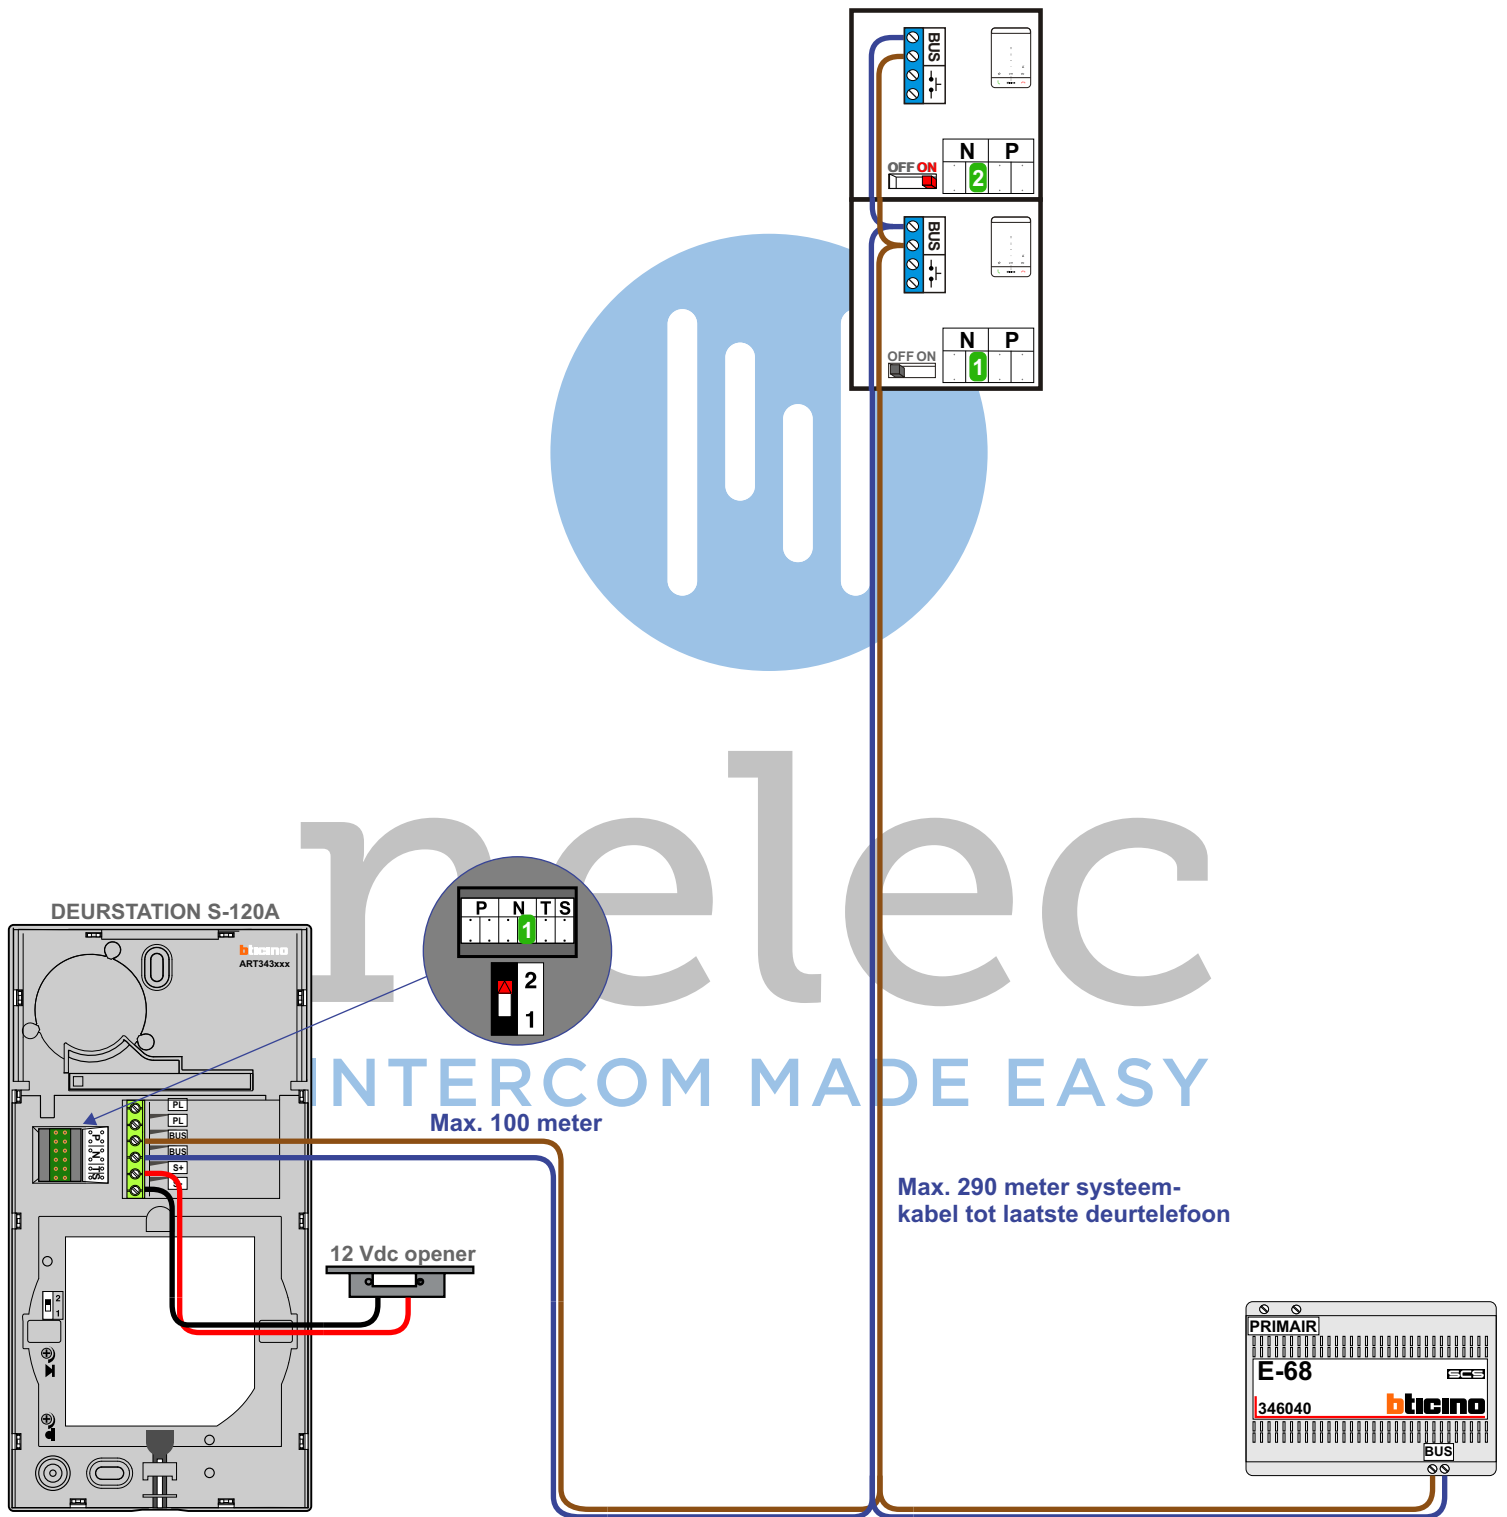 BUS
N P
OFF ON
2
BUS
N P
OFF ON
1
nelec
INTERCOM MADE EASY
DEURSTATION S-120A
bticino
ART343xxx
P N T S
1
2
1
PL
PL
BUS
BUS
S+
P N T S
Max. 100 meter
Max. 290 meter systeem-
kabel tot laatste deurtelefoon
12 Vdc opener
2
1
PRIMAIR
E-68
SCS
346040
bticino
BUS